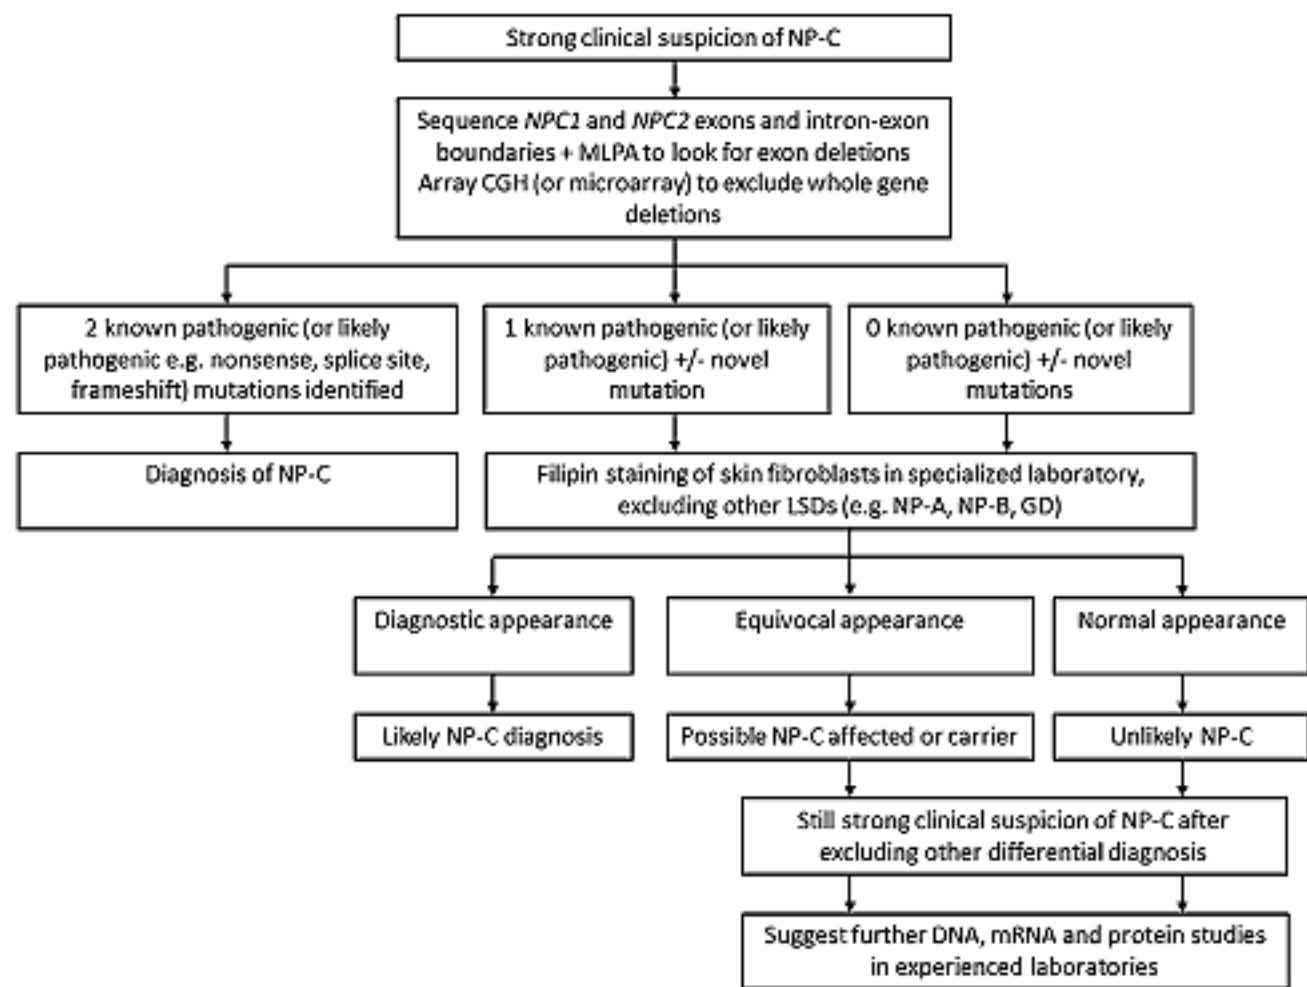 Strong clinical suspicion of NP-C
Sequence NPC1 and NPC2 exons and intron-exon
boundaries + MLPA to look for exon deletions
Array CGH (or microarray) to exclude whole gene
deletions
2 known pathogenic (or likely
pathogenic e.g. nonsense, splice site,
frameshift) mutations identified
1 known pathogenic (or likely
pathogenic) +/- novel
mutation
0 known pathogenic (or likely
pathogenic) +/- novel
mutations
Diagnosis of NP-C
Filipin staining of skin fibroblasts in specialized laboratory,
excluding other LSDs (e.g. NP-A, NP-B, GD)
Diagnostic appearance
Equivocal appearance
Normal appearance
Likely NP-C diagnosis
Possible NP-C affected or carrier
Unlikely NP-C
Still strong clinical suspicion of NP-C after
excluding other differential diagnosis
Suggest further DNA, mRNA and protein studies
in experienced laboratories